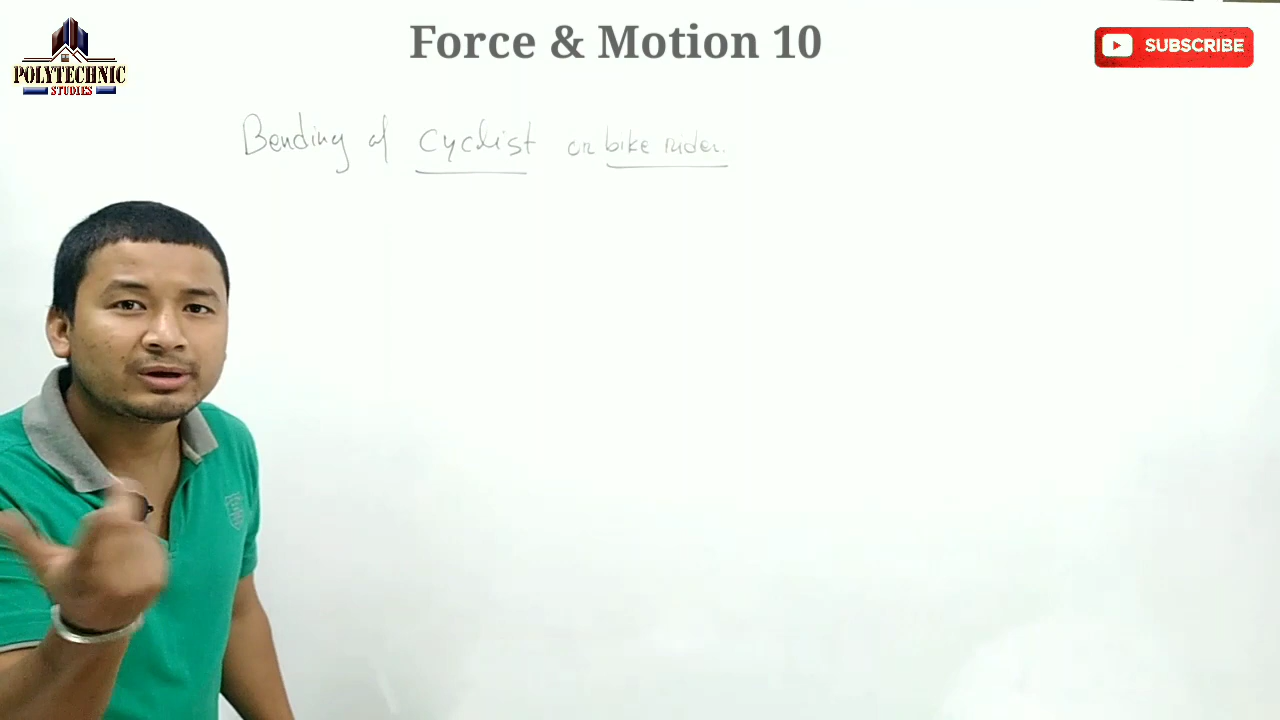 Force & Motion 10
SUBSCRIBE
POLYTECHNIC
STUDIES
Bending of cyclist or bike rider.